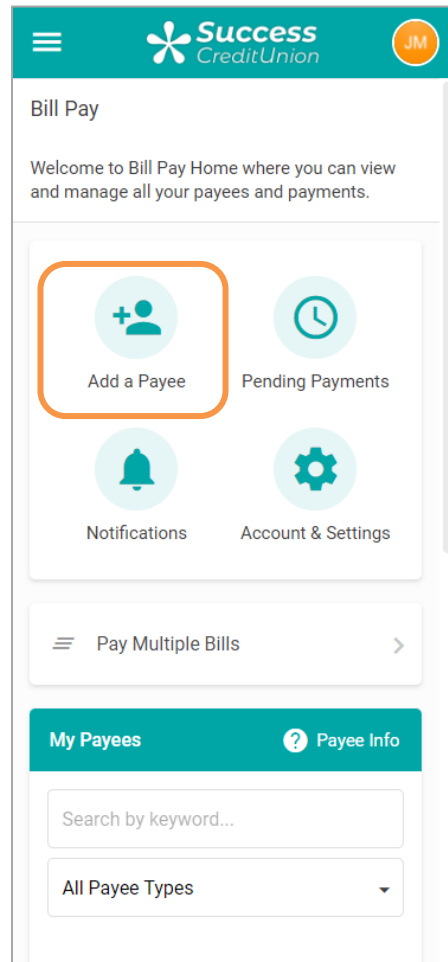 Success
CreditUnion
JM
Bill Pay
Welcome to Bill Pay Home where you can view
and manage all your payees and payments.
Add a Payee
Pending Payments
Notifications
Account & Settings
Pay Multiple Bills
My Payees
? Payee Info
Search by keyword...
All Payee Types